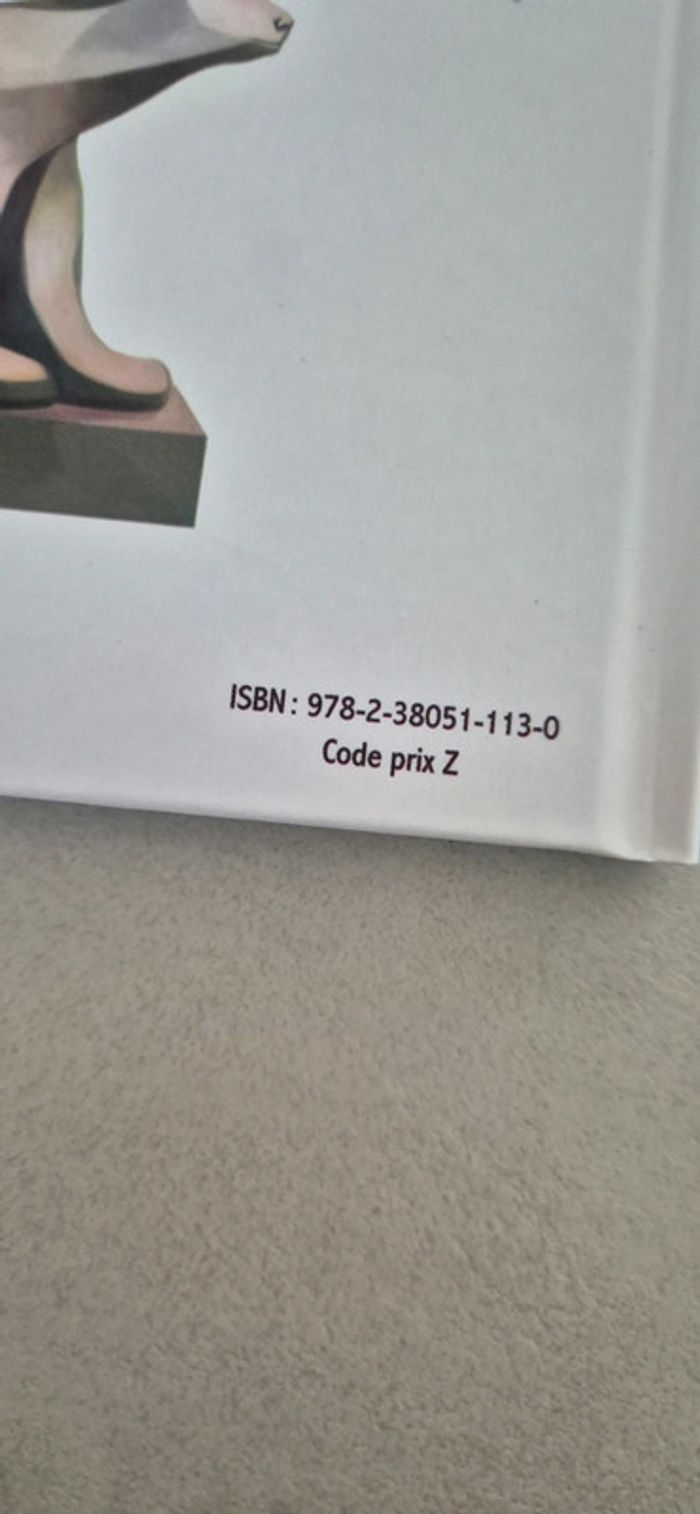 ISBN : 978-2-38051-113-0
Code prix Z